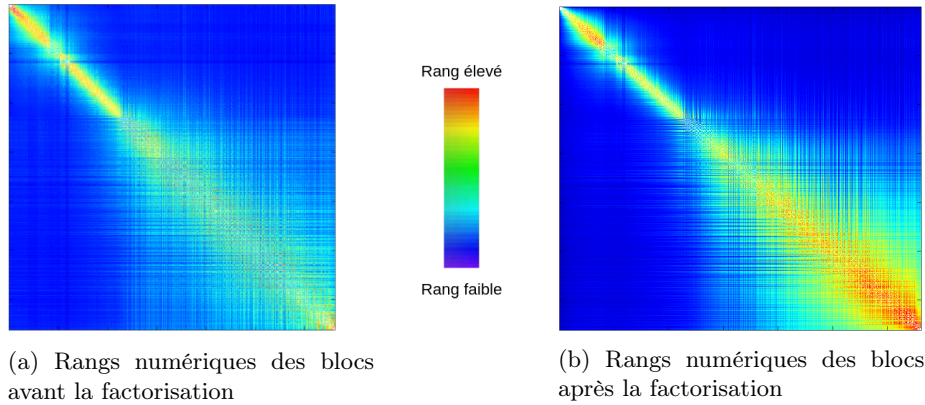 Rang élevé
Rang faible
(a) Rangs numériques des blocs
avant la factorisation
(b) Rangs numériques des blocs
après la factorisation